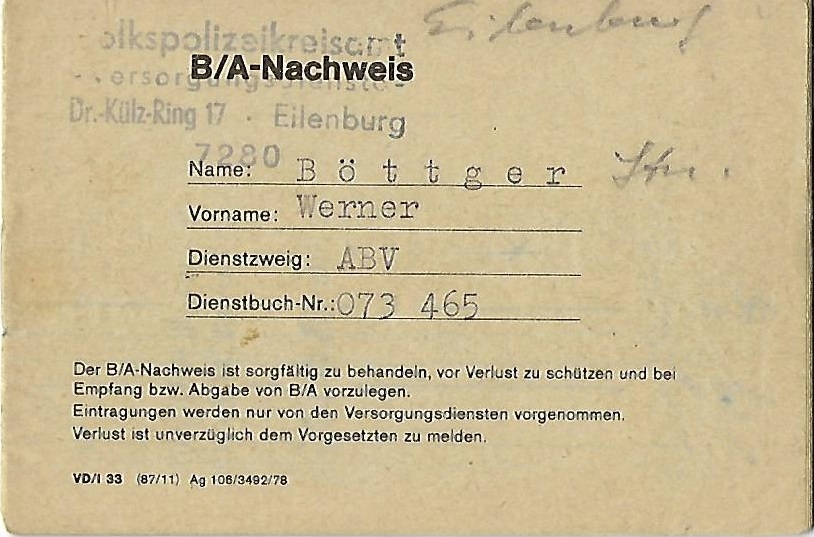 Eilenburg
olkspolizeikreisamt
B/A-Nachweis
ersorgungsdienste
Dr.-Külz-Ring 17 · Eilenburg
7280
Name: Böttger
Vorname: Werner
Dienstzweig: ABV
Dienstbuch-Nr.: 073 465
Der B/A-Nachweis ist sorgfältig zu behandeln, vor Verlust zu schützen und bei
Empfang bzw. Abgabe von B/A vorzulegen.
Eintragungen werden nur von den Versorgungsdiensten vorgenommen.
Verlust ist unverzüglich dem Vorgesetzten zu melden.
VD/I 33 (87/11) Ag 106/3492/78